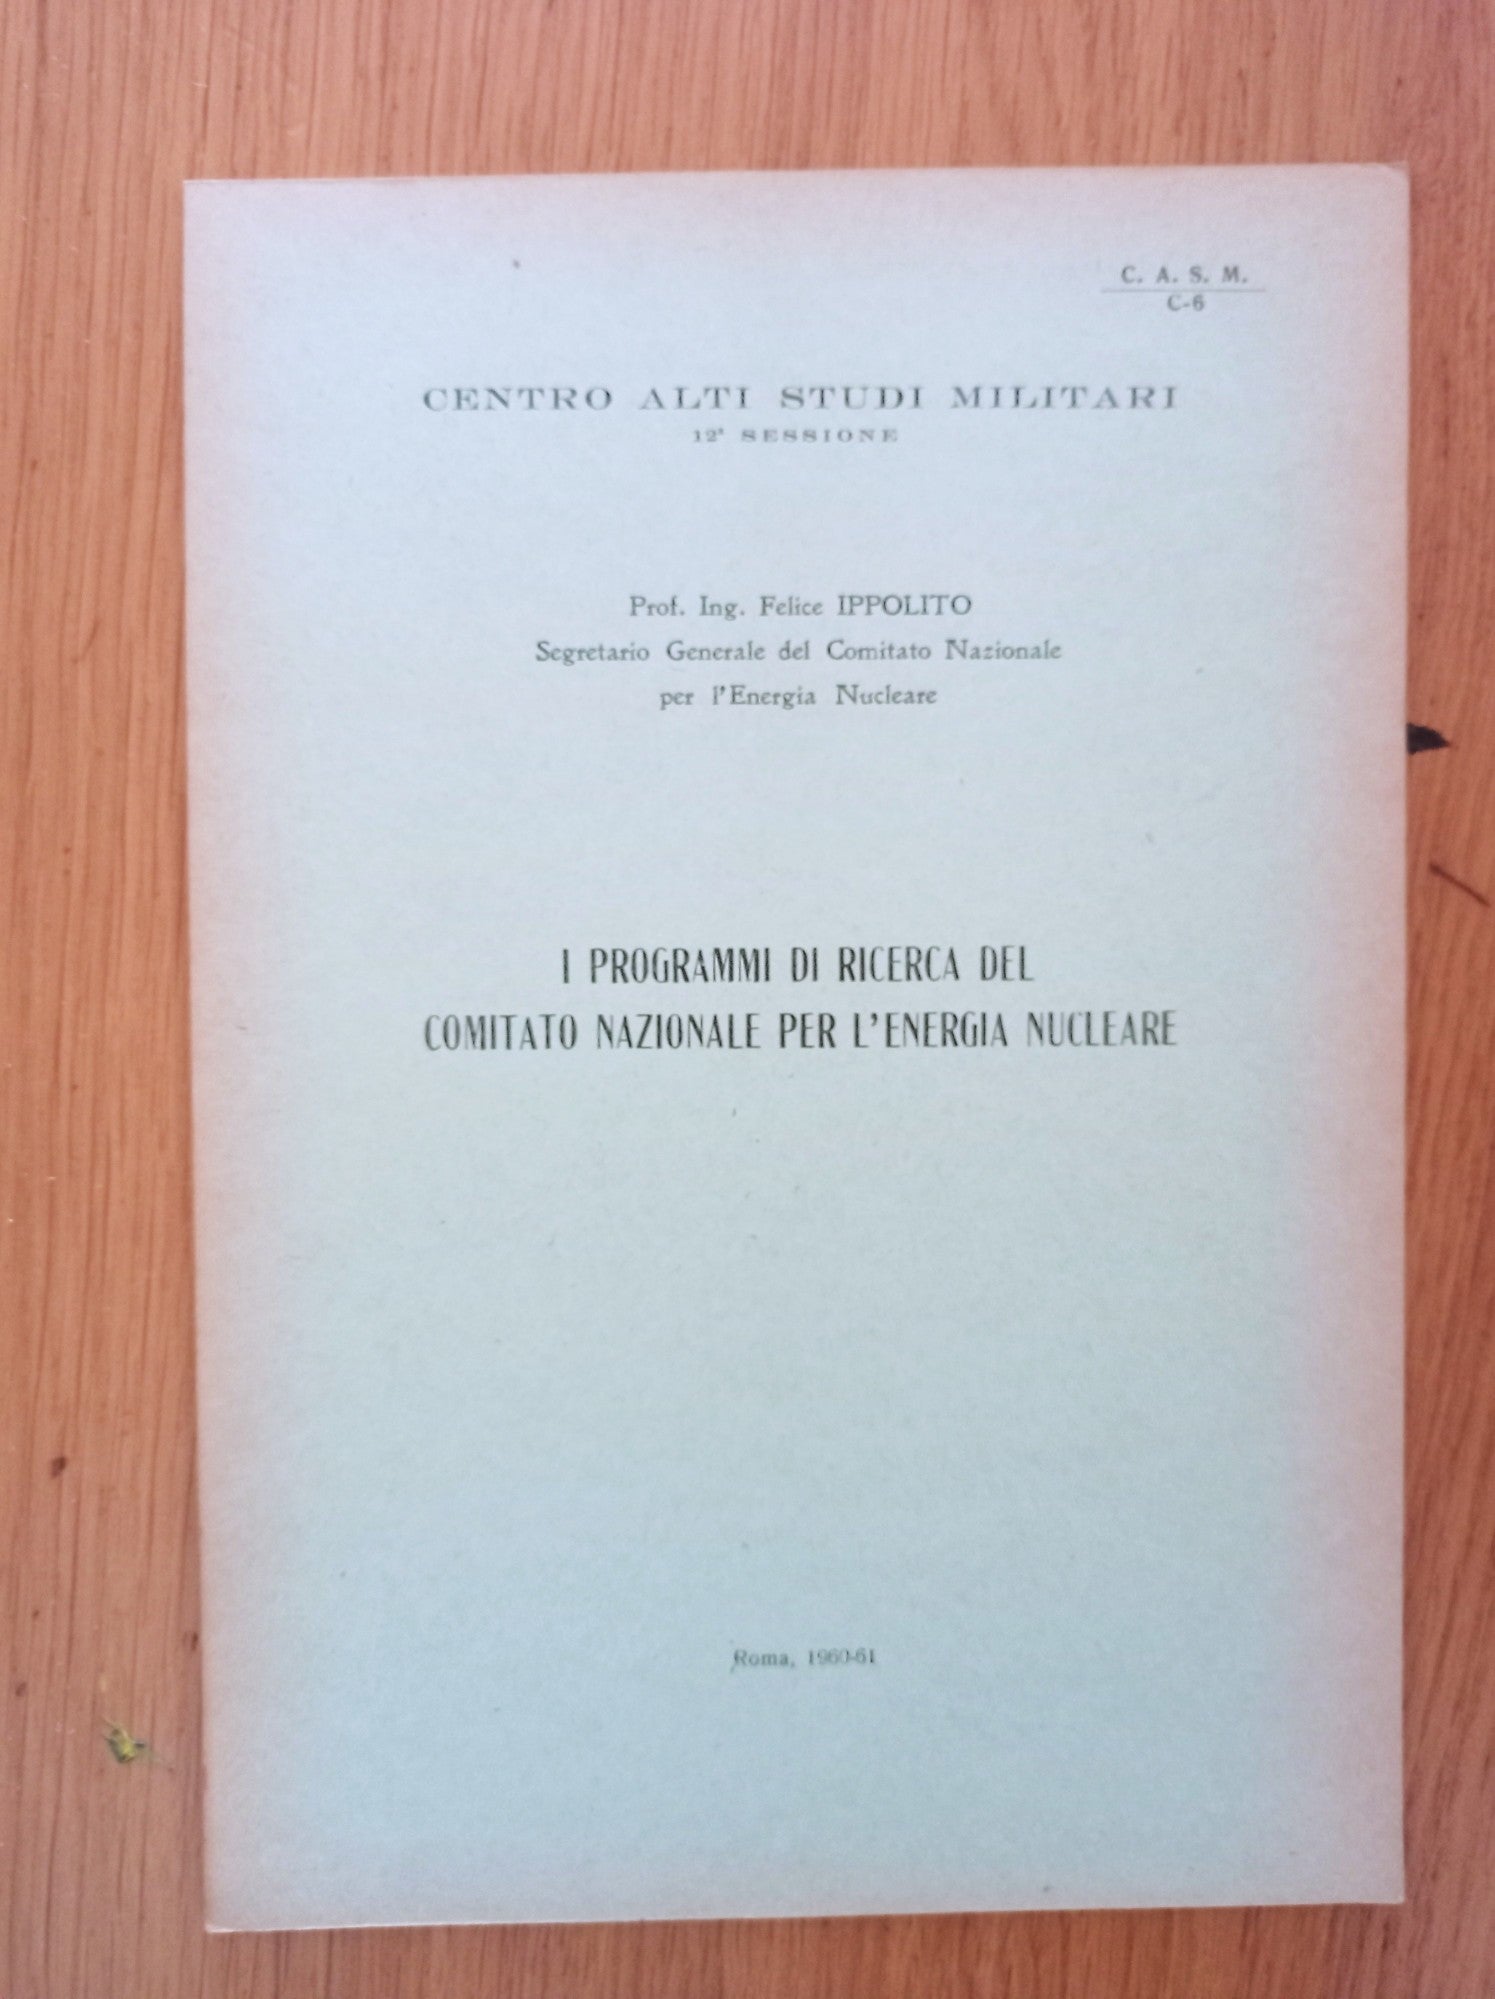 C. A. S. M.
C-6
CENTRO ALTI STUDI MILITARI
12ª SESSIONE
Prof. Ing. Felice IPPOLITO
Segretario Generale del Comitato Nazionale
per l'Energia Nucleare
I PROGRAMMI DI RICERCA DEL
COMITATO NAZIONALE PER L'ENERGIA NUCLEARE
Roma, 1960-61